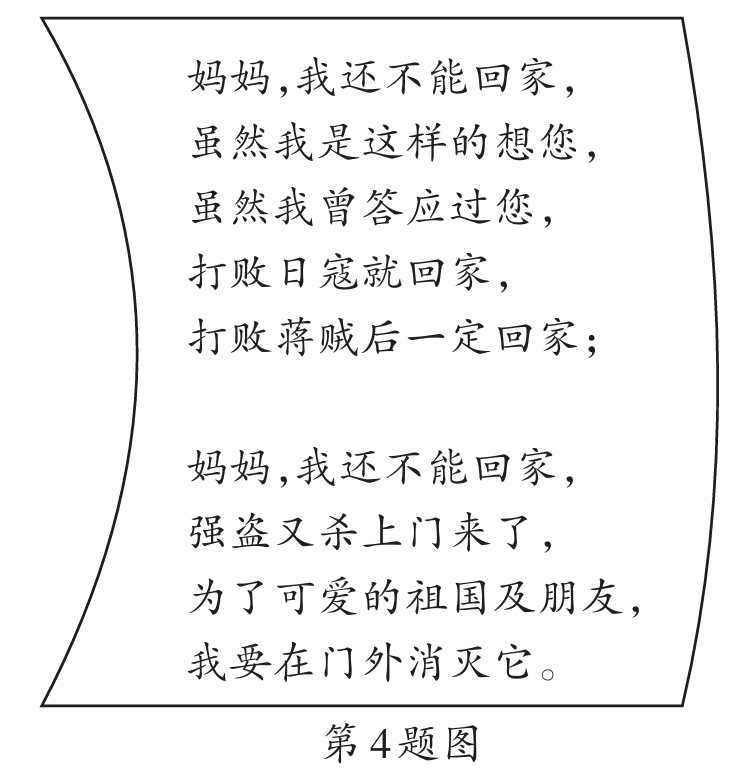 妈妈,我还不能回家,
虽然我是这样的想您,
虽然我曾答应过您,
打败日寇就回家,
打败蒋贼后一定回家;
妈妈,我还不能回家,
强盗又杀上门来了,
为了可爱的祖国及朋友,
我要在门外消灭它。
第4题图